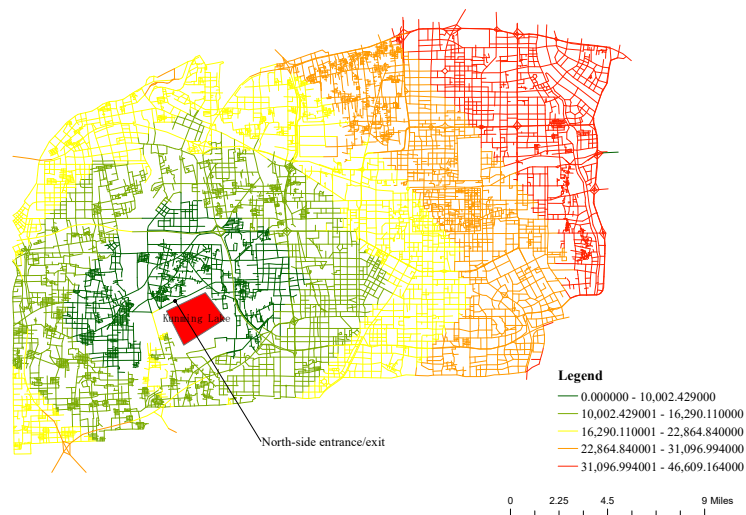 Kunming Lake
Legend
0.000000 - 10,002.429000
10,002.429001 - 16,290.110000
16,290.110001 - 22,864.840000
22,864.840001 - 31,096.994000
31,096.994001 - 46,609.164000
North-side entrance/exit
0 2.25 4.5 9 Miles